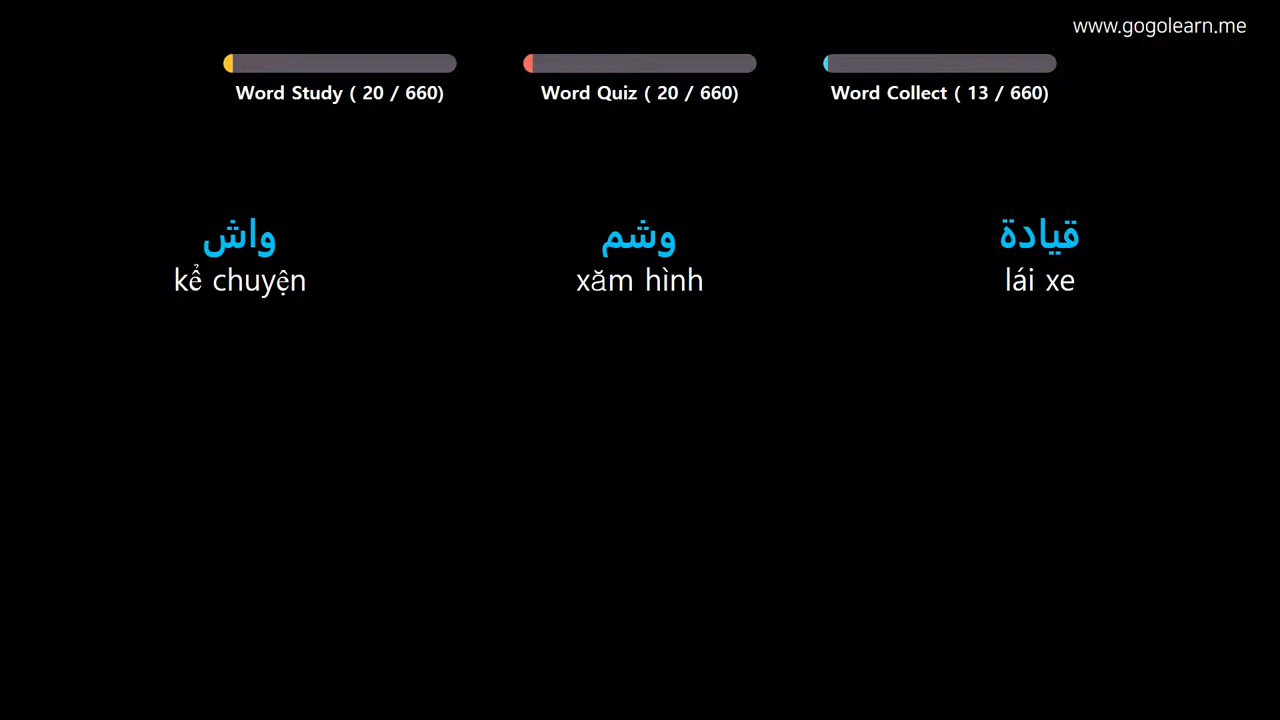 www.gogolearn.me
Word Study ( 20 / 660)
Word Quiz ( 20 / 660)
Word Collect ( 13 / 660)
واش
kể chuyện
وشم
xăm hình
قيادة
lái xe